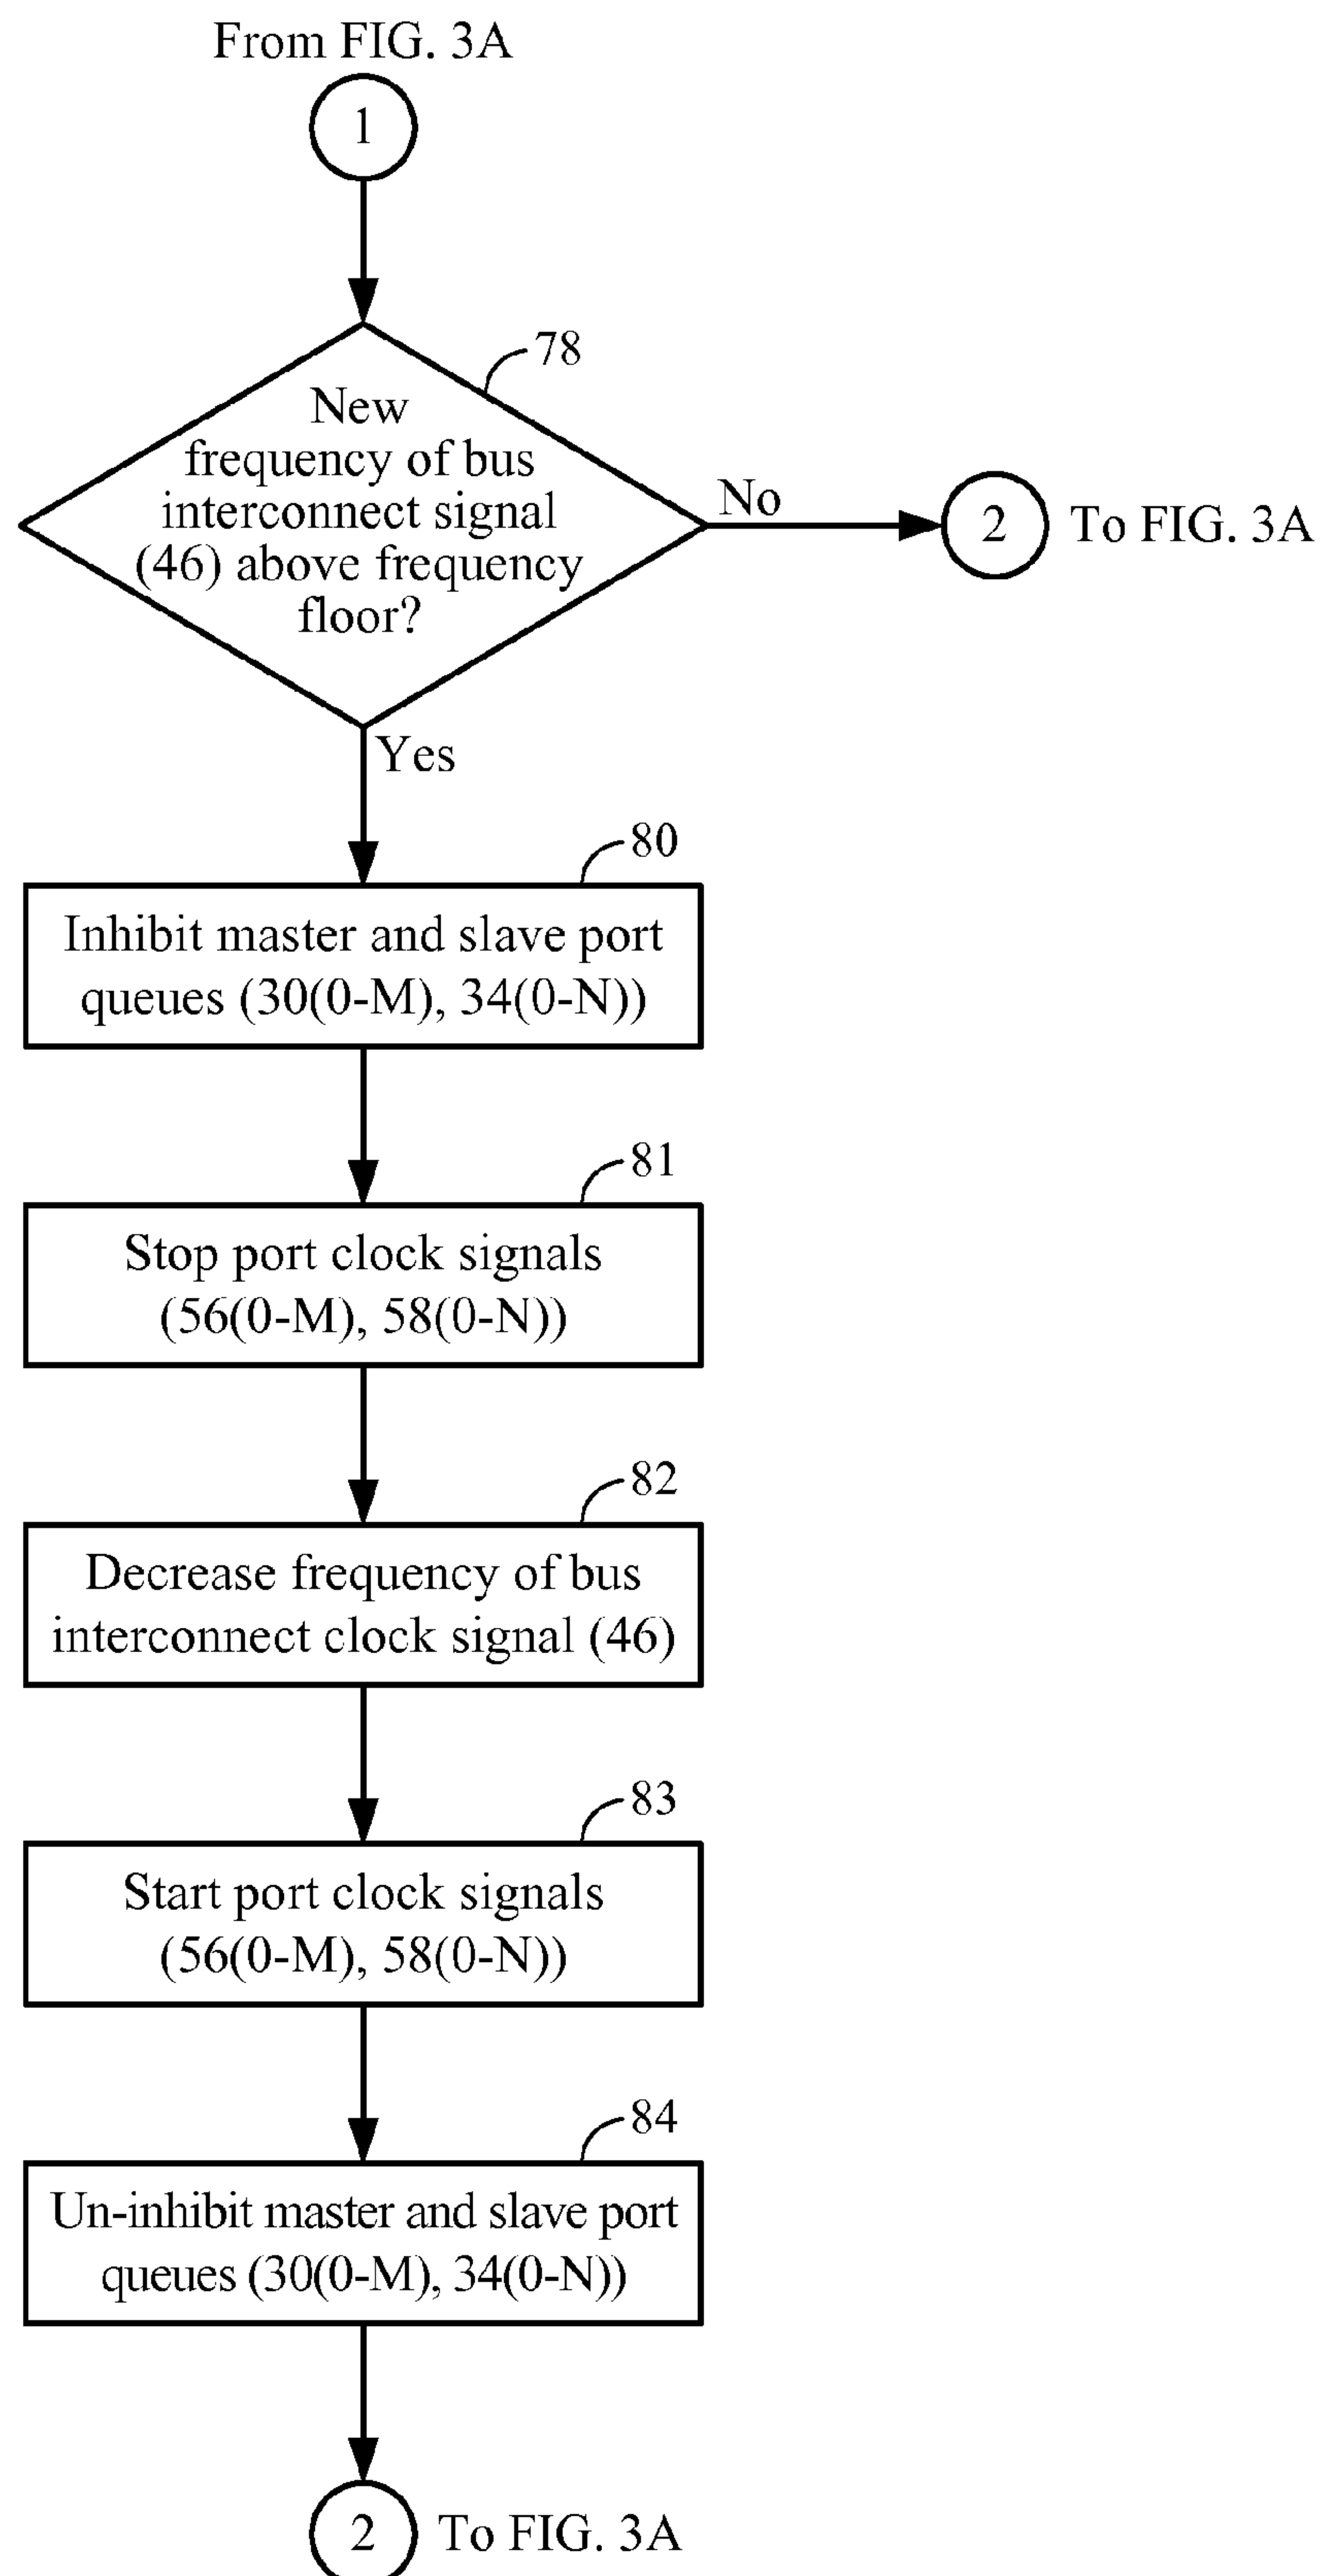 From FIG. 3A
1
78
New
frequency of bus
interconnect signal
(46) above frequency
floor?
No
2
To FIG. 3A
Yes
80
Inhibit master and slave port
queues (30(0-M), 34(0-N))
81
Stop port clock signals
(56(0-M), 58(0-N))
82
Decrease frequency of bus
interconnect clock signal (46)
83
Start port clock signals
(56(0-M), 58(0-N))
84
Un-inhibit master and slave port
queues (30(0-M), 34(0-N))
2
To FIG. 3A